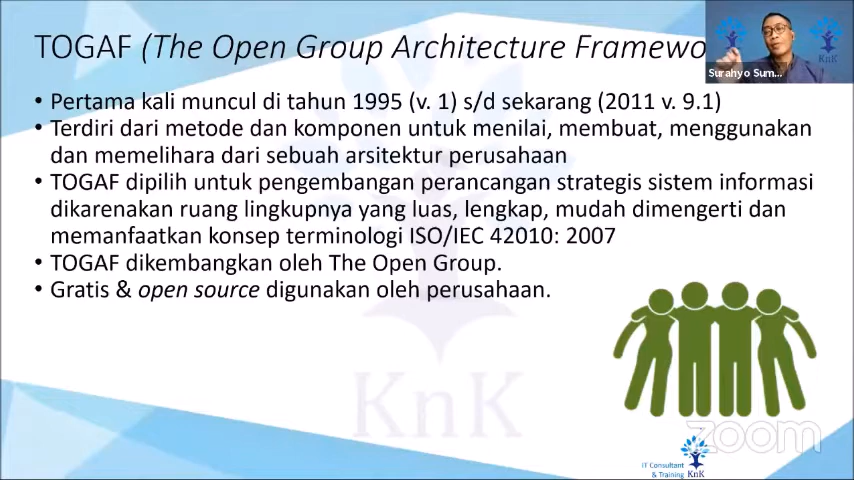 TOGAF (The Open Group Architecture Framewo
KnK
Surahyo Sum...
• Pertama kali muncul di tahun 1995 (v. 1) s/d sekarang (2011 v. 9.1)
• Terdiri dari metode dan komponen untuk menilai, membuat, menggunakan
dan memelihara dari sebuah arsitektur perusahaan
• TOGAF dipilih untuk pengembangan perancangan strategis sistem informasi
dikarenakan ruang lingkupnya yang luas, lengkap, mudah dimengerti dan
memanfaatkan konsep terminologi ISO/IEC 42010: 2007
• TOGAF dikembangkan oleh The Open Group.
• Gratis & open source digunakan oleh perusahaan.
KnK
zoom
IT Consultant
& Training KnK